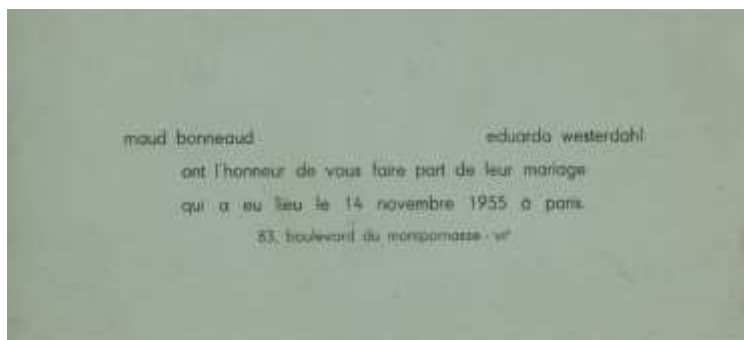 maud bonneaud eduardo westerdahl
ont l'honneur de vous faire part de leur mariage
qui a eu lieu le 14 novembre 1955 à paris.
83, boulevard du montparnasse - vıᵉ